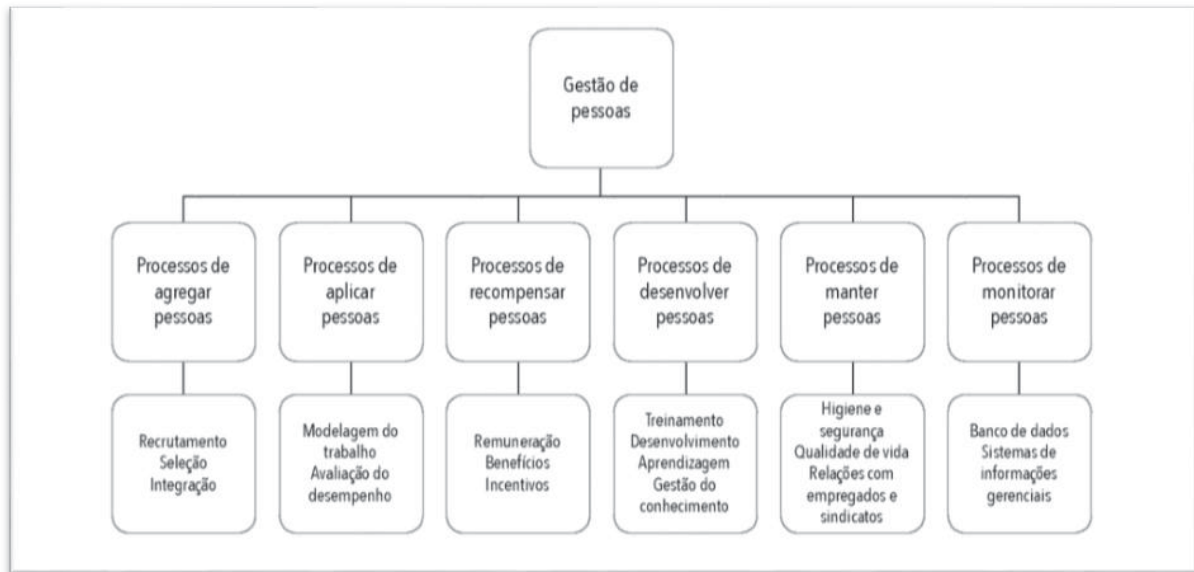 Gestão de
pessoas
Processos de
agregar
pessoas
Processos de
aplicar
pessoas
Processos de
recompensar
pessoas
Processos de
desenvolver
pessoas
Processos de
manter
pessoas
Processos de
monitorar
pessoas
Recrutamento
Seleção
Integração
Modelagem do
trabalho
Avaliação do
desempenho
Remuneração
Benefícios
Incentivos
Treinamento
Desenvolvimento
Aprendizagem
Gestão do
conhecimento
Higiene e
segurança
Qualidade de vida
Relações com
empregados e
sindicatos
Banco de dados
Sistemas de
informações
gerenciais